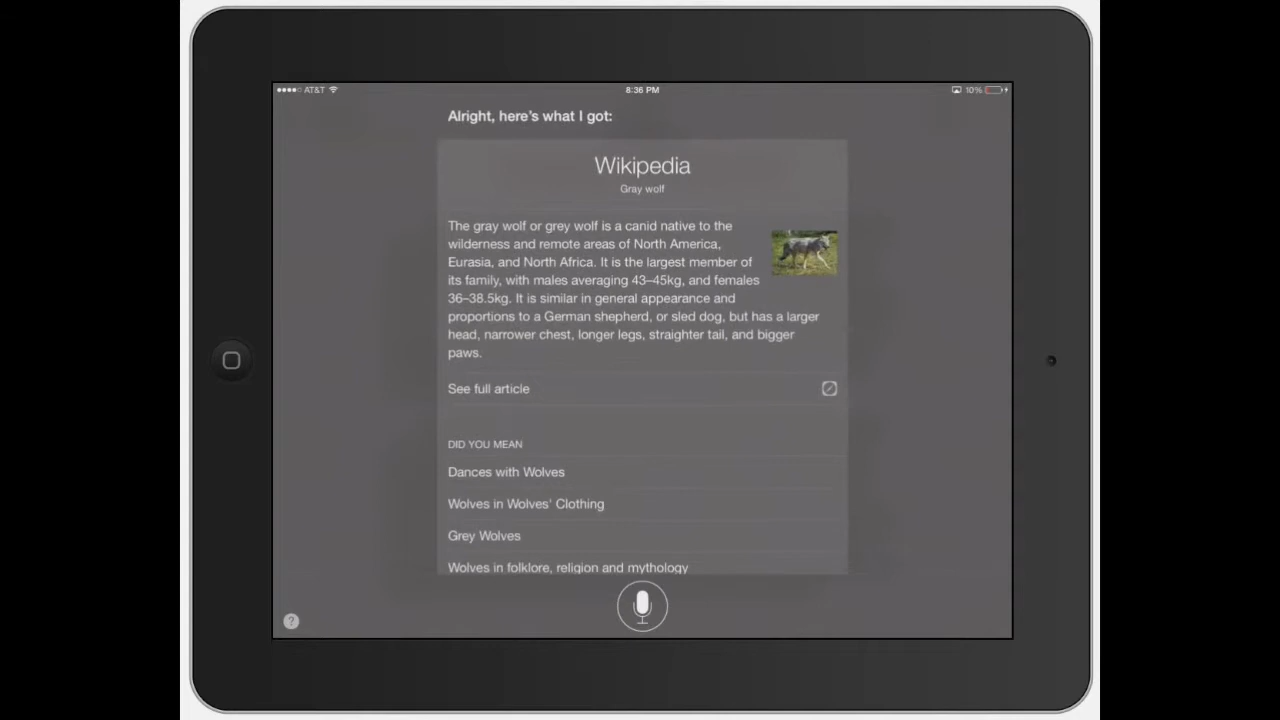 AT&T
8:36 PM
10%
Alright, here's what I got:
Wikipedia
Gray wolf
The gray wolf or grey wolf is a canid native to the
wilderness and remote areas of North America,
Eurasia, and North Africa. It is the largest member of
its family, with males averaging 43–45kg, and females
36–38.5kg. It is similar in general appearance and
proportions to a German shepherd, or sled dog, but has a larger
head, narrower chest, longer legs, straighter tail, and bigger
paws.
See full article
DID YOU MEAN
Dances with Wolves
Wolves in Wolves' Clothing
Grey Wolves
Wolves in folklore, religion and mythology
?